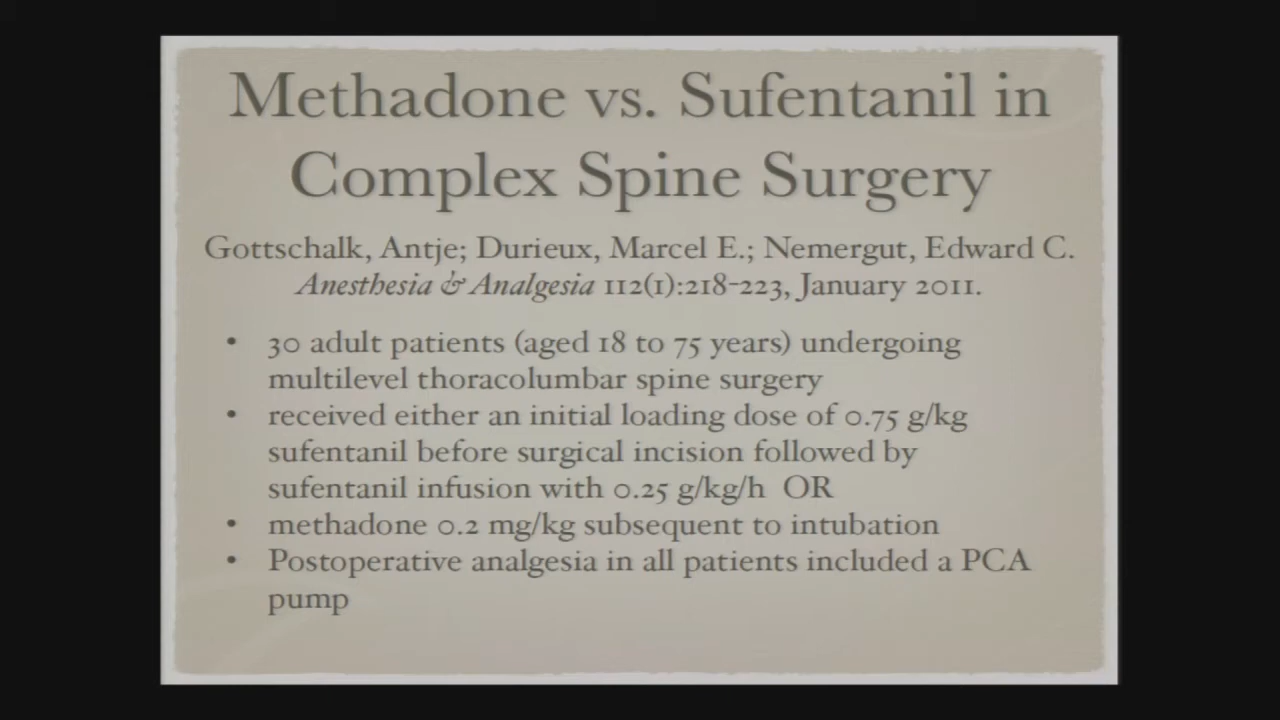 Methadone vs. Sufentanil in
Complex Spine Surgery
Gottschalk, Antje; Durieux, Marcel E.; Nemergut, Edward C.
Anesthesia & Analgesia 112(1):218-223, January 2011.
• 30 adult patients (aged 18 to 75 years) undergoing
multilevel thoracolumbar spine surgery
• received either an initial loading dose of 0.75 g/kg
sufentanil before surgical incision followed by
sufentanil infusion with 0.25 g/kg/h OR
• methadone 0.2 mg/kg subsequent to intubation
• Postoperative analgesia in all patients included a PCA
pump